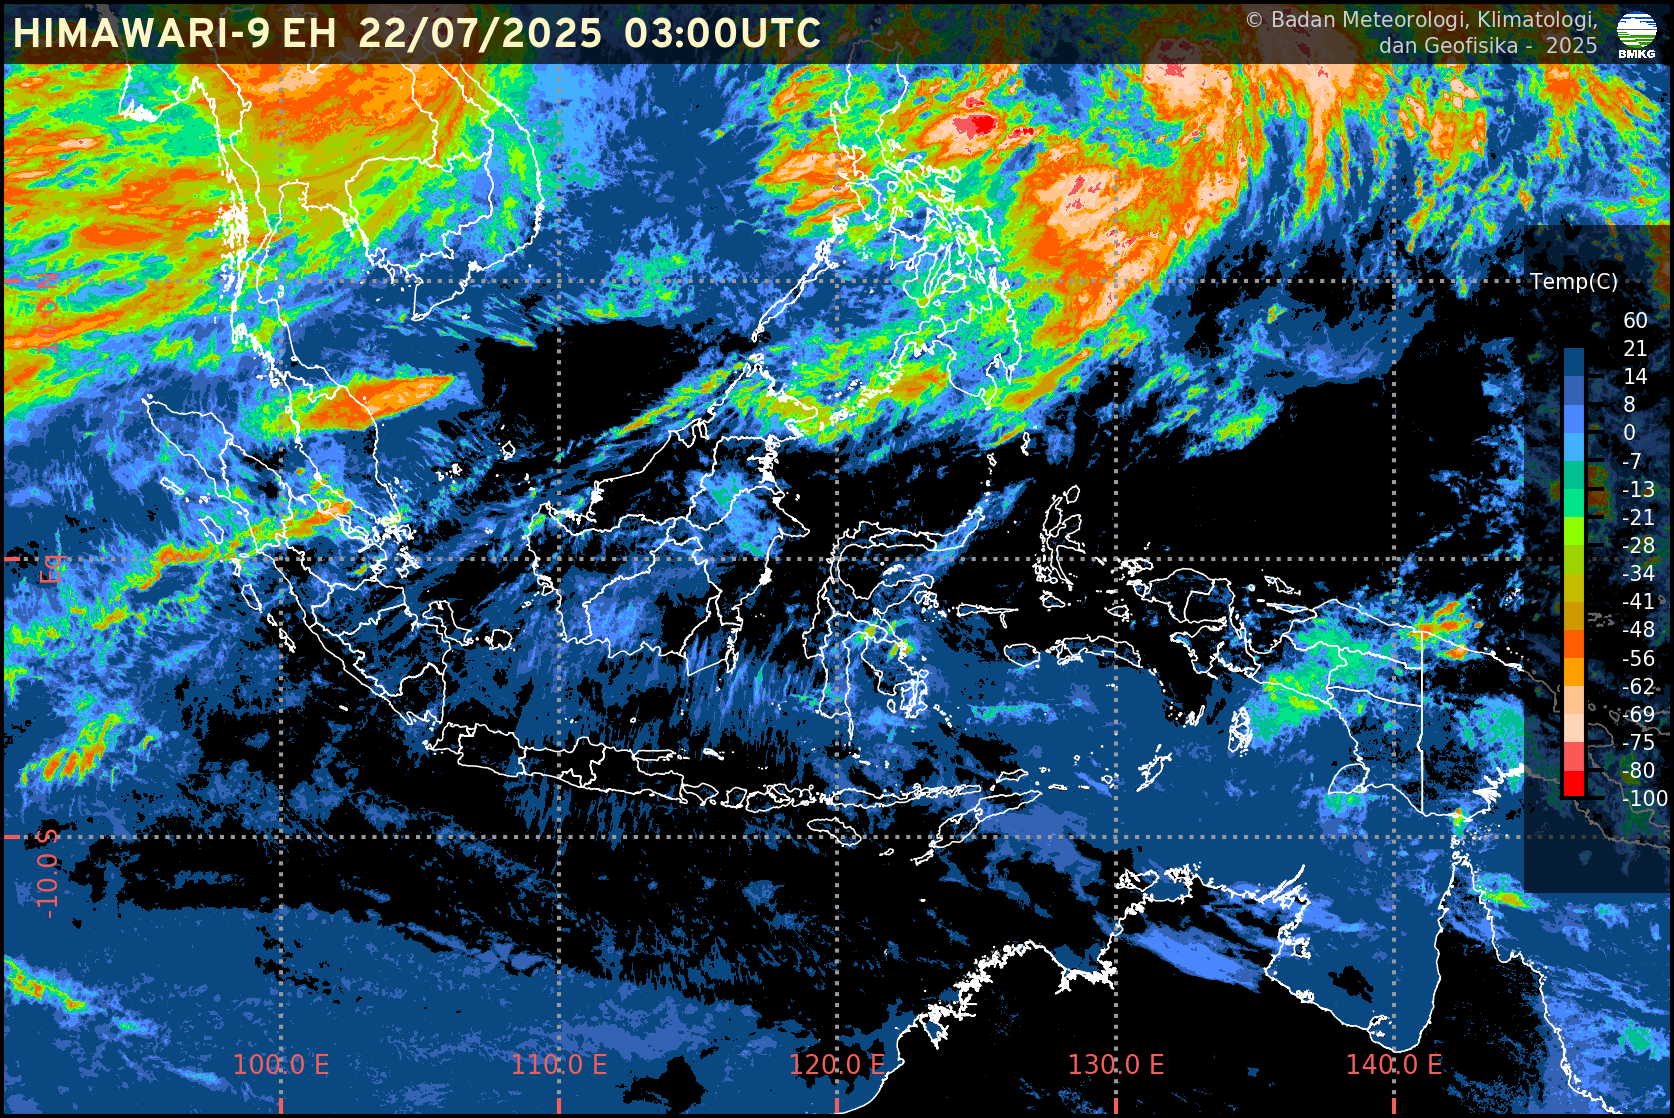 HIMAWARI-9 EH 22/07/2025 03:00UTC
© Badan Meteorologi, Klimatologi,
dan Geofisika - 2025
BMKG
Temp(C)
60
21
14
8
0
-7
-13
-21
-28
-34
-41
-48
-56
-62
-69
-75
-80
-100
10.0 N
Eq
-10.0 S
100.0 E
110.0 E
120.0 E
130.0 E
140.0 E